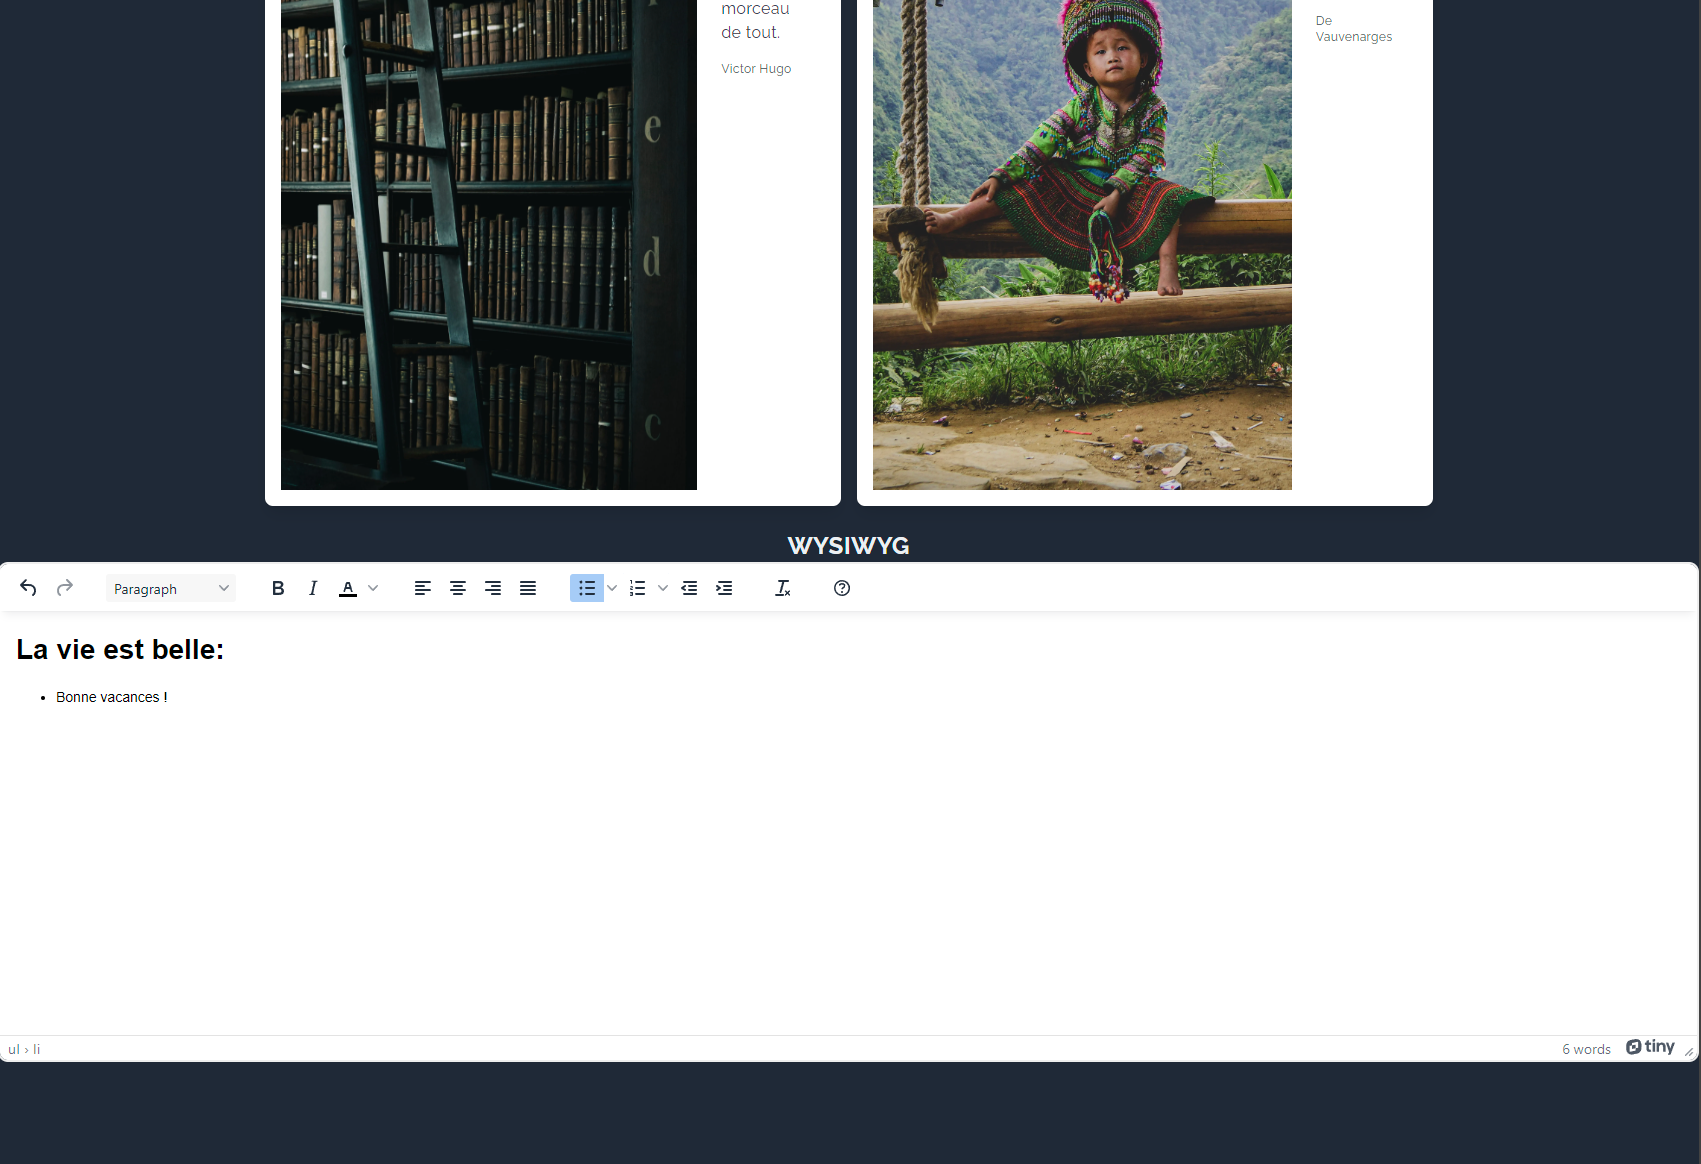 morceau
de tout.
Victor Hugo
De
Vauvenarges
e
d
c
WYSIWYG
Paragraph
La vie est belle:
• Bonne vacances !
ul › li
6 words
tiny